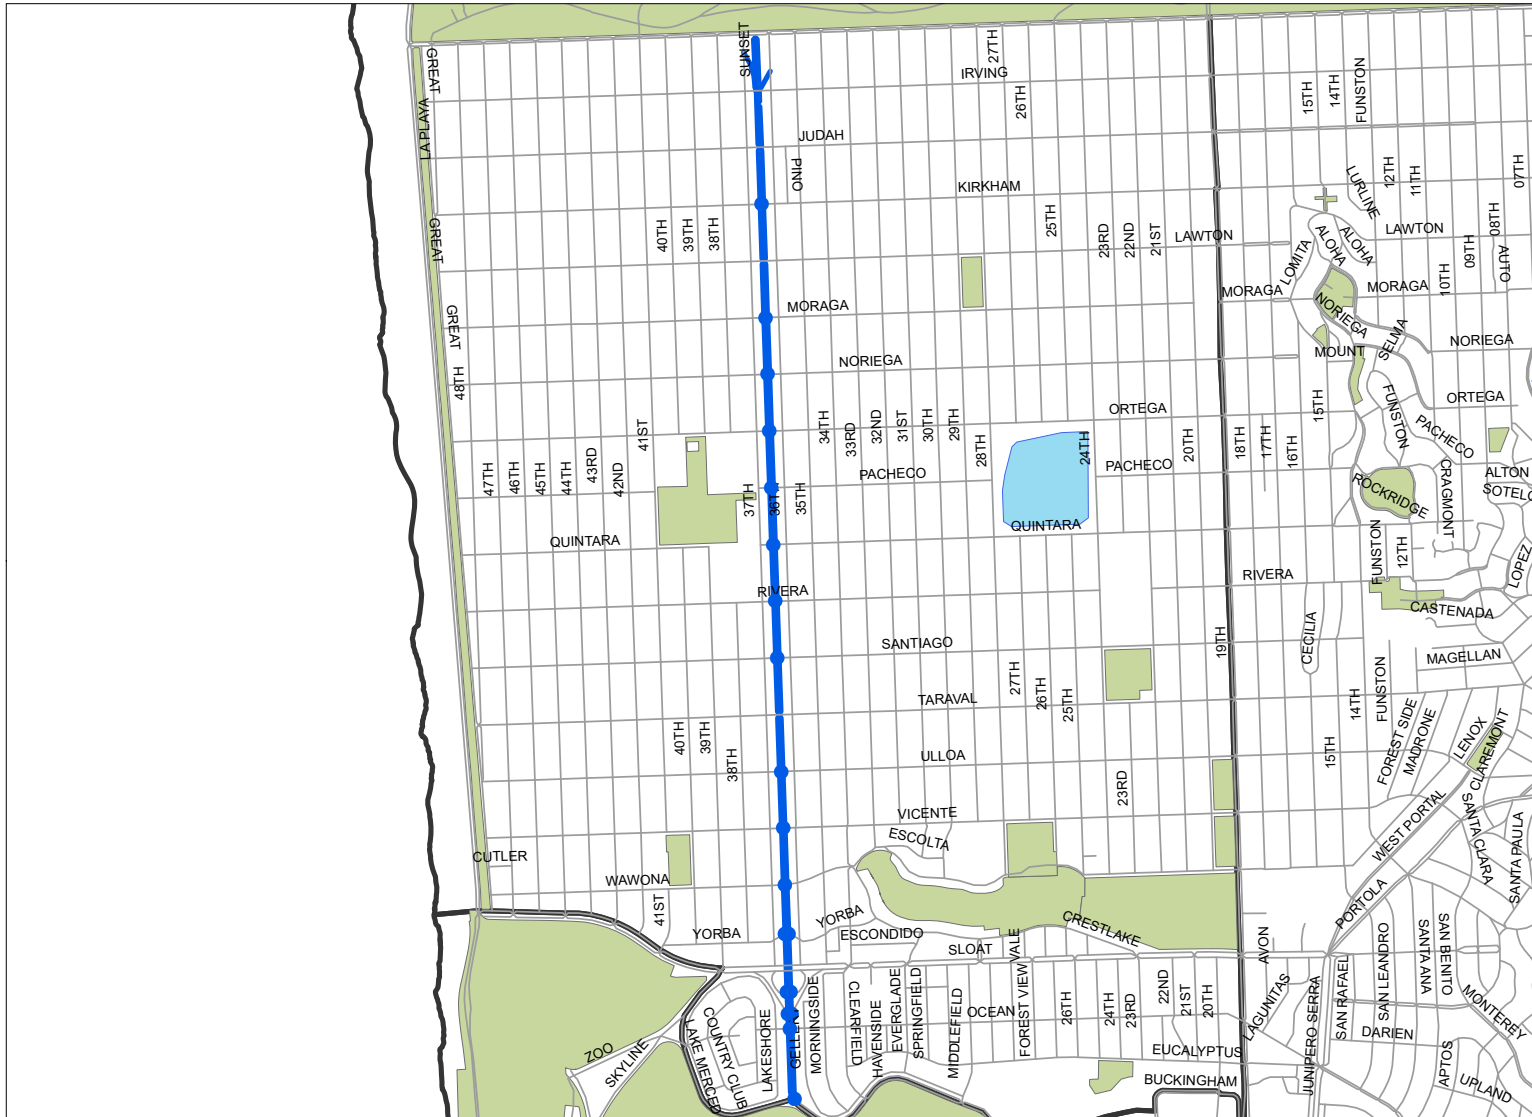 SUNSET
GREAT
27TH
IRVING
26TH
15TH
14TH
FUNSTON
LA PLAYA
JUDAH
PINO
KIRKHAM
LURLINE
12TH
11TH
07TH
GREAT
40TH
39TH
38TH
25TH
23RD
22ND
21ST
LAWTON
LOMITA
ALOHA
ALOHA
LAWTON
09TH
08TH
AUTO
10TH
GREAT
MORAGA
MORAGA
NORIEGA
MORAGA
48TH
NORIEGA
MOUNT
SELMA
NORIEGA
47TH
46TH
45TH
44TH
43RD
42ND
41ST
34TH
33RD
32ND
31ST
30TH
29TH
28TH
ORTEGA
24TH
15TH
FUNSTON
ORTEGA
PACHECO
PACHECO
PACHECO
20TH
18TH
17TH
16TH
37TH
35TH
ROCKRIDGE
CRAGMONT
ALTON
SOTELO
QUINTARA
QUINTARA
FUNSTON
12TH
LOPEZ
RIVERA
RIVERA
CASTENADA
SANTIAGO
19TH
CECILIA
MAGELLAN
27TH
26TH
25TH
TARAVAL
14TH
FUNSTON
40TH
39TH
38TH
ULLOA
23RD
15TH
FOREST SIDE
MADRONE
LENOX
CLAREMONT
VICENTE
ESCOLTA
WEST PORTAL
SANTA CLARA
SANTA PAULA
CUTLER
WAWONA
41ST
YORBA
YORBA
ESCONDIDO
SLOAT
VALE
CRESTLAKE
AVON
PORTOLA
SAN LEANDRO
SANTA ANA
SAN BENITO
LAKESHORE
MORNINGSIDE
CLEARFIELD
HAVENSIDE
EVERGLADE
SPRINGFIELD
MIDDLEFIELD
OCEAN
FOREST VIEW
26TH
24TH
23RD
22ND
21ST
20TH
LAGUNITAS
JUNIPERO SERRA
SAN RAFAEL
DARIEN
MONTEREY
ZOO
SKYLINE
LAKE MERCED
COUNTRY CLUB
EUCALYPTUS
BUCKINGHAM
APTOS
UPLAND